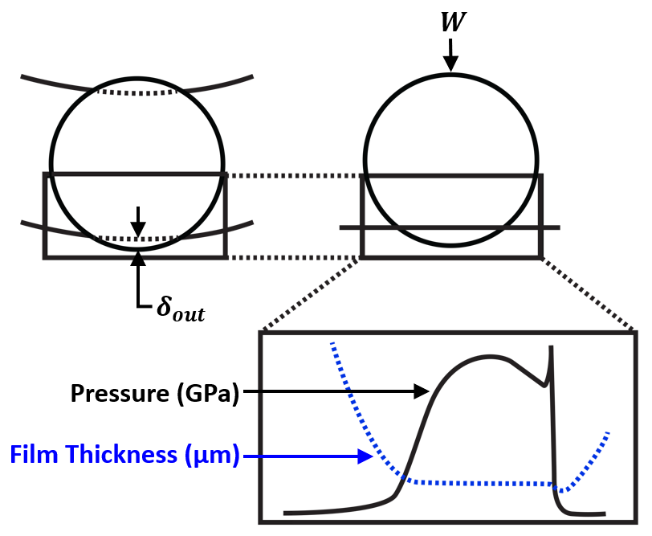 W
δout
Pressure (GPa)
Film Thickness (μm)